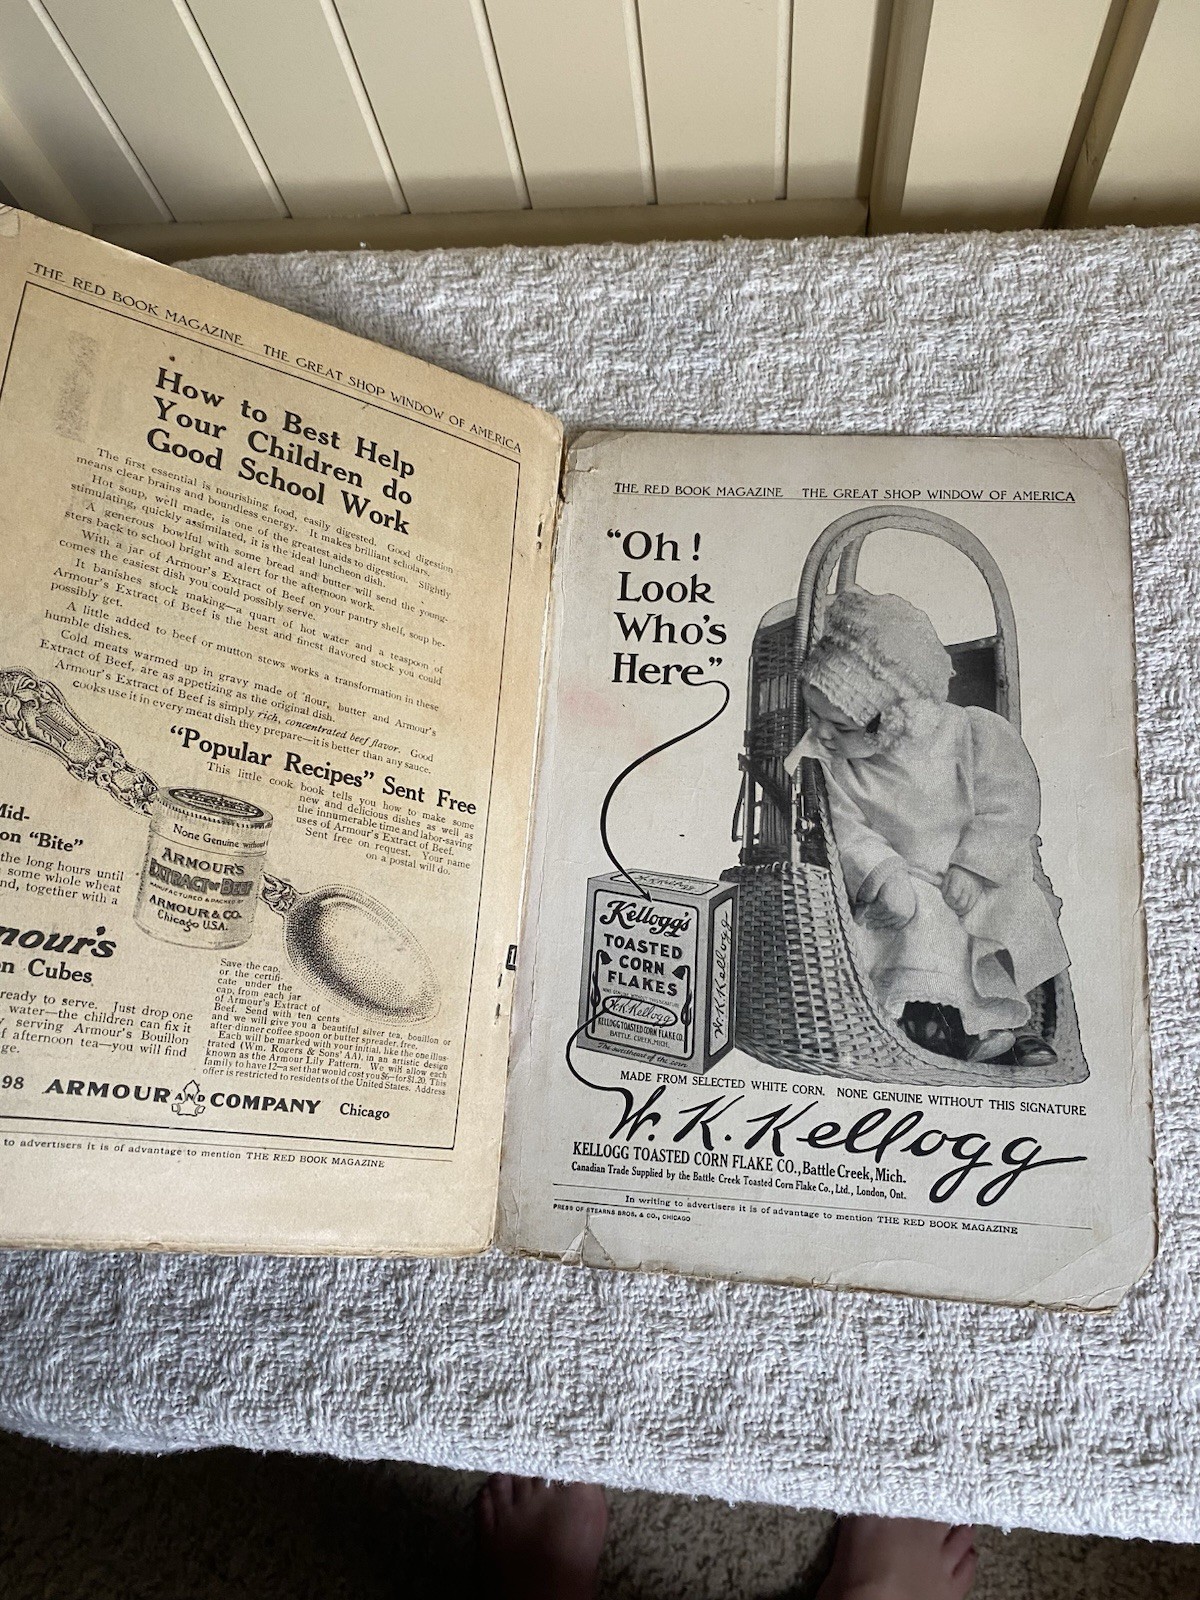 THE RED BOOK MAGAZINE THE GREAT SHOP WINDOW OF AMERICA
How to Best Help
Your Children do
Good School Work
The first essential is nourishing food, easily digested. Good digestion
means clear brains and boundless energy. It makes brilliant scholars.
Hot soup, well made, is one of the greatest aids to digestion. Slightly
stimulating, quickly assimilated, it is the ideal luncheon dish.
A generous bowlful with some bread and butter will send the young-
sters back to school bright and alert for the afternoon work.
With a jar of Armour's Extract of Beef on your pantry shelf, soup be-
comes the easiest dish you could possibly serve.
It banishes stock making—a quart of hot water and a teaspoon of
Armour's Extract of Beef is the best and finest flavored stock you could
possibly get.
A little added to beef or mutton stews works a transformation in these
humble dishes.
Cold meats warmed up in gravy made of flour, butter and Armour's
Extract of Beef, are as appetizing as the original dish.
Armour's Extract of Beef is simply rich, concentrated beef flavor. Good
cooks use it in every meat dish they prepare—it is better than any sauce.
"Popular Recipes" Sent Free
This little cook book tells you how to make some
new and delicious dishes as well as
the innumerable time and labor-saving
uses of Armour's Extract of Beef.
Sent free on request. Your name
on a postal will do.
Mid-
on "Bite"
the long hours until
some whole wheat
nd, together with a
None Genuine without
ARMOUR'S
EXTRACT OF BEEF
MANUFACTURED & PACKED BY
ARMOUR & CO.
Chicago U.S.A.
mour's
n Cubes
ready to serve. Just drop one
water—the children can fix it
serving Armour's Bouillon
f afternoon tea—you will find
ge.
Save the cap,
or the certifi-
cate under the
cap, from each jar
of Armour's Extract of
Beef. Send with ten cents
and we will give you a beautiful silver tea, bouillon or
after-dinner coffee spoon or butter spreader, free.
Each will be marked with your initial, like the one illus-
trated (Wm. Rogers & Sons' AA), in an artistic design
known as the Armour Lily Pattern. We will allow each
family to have 12—a set that would cost you $6—for $1.20. This
offer is restricted to residents of the United States. Address
98 ARMOUR AND COMPANY Chicago
to advertisers it is of advantage to mention THE RED BOOK MAGAZINE
THE RED BOOK MAGAZINE THE GREAT SHOP WINDOW OF AMERICA
"Oh!
Look
Who's
Here"
W.K.Kellogg
Kellogg's
TOASTED
CORN
FLAKES
W.K.Kellogg
KELLOGG TOASTED CORN FLAKE CO.
BATTLE CREEK, MICH.
The sweetheart of the corn
W.K.Kellogg
MADE FROM SELECTED WHITE CORN. NONE GENUINE WITHOUT THIS SIGNATURE
W. K. Kellogg
KELLOGG TOASTED CORN FLAKE CO., Battle Creek, Mich.
Canadian Trade Supplied by the Battle Creek Toasted Corn Flake Co., Ltd., London, Ont.
In writing to advertisers it is of advantage to mention THE RED BOOK MAGAZINE
PRESS OF STEARNS BROS. & CO., CHICAGO